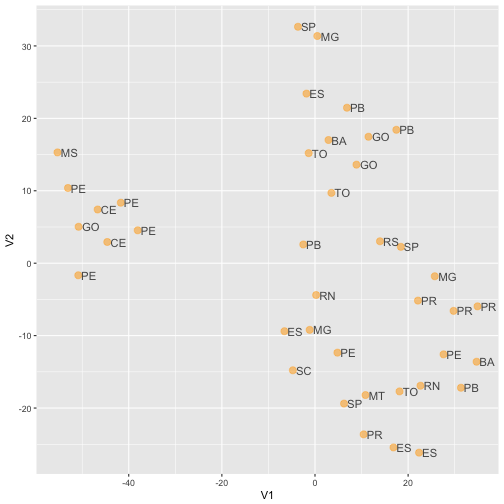 SP
MG
30
ES
PB
20
PB
GO
BA
TO
MS
GO
10
PE
TO
PE
CE
GO
PE
CE
RS
SP
PB
0
PE
MG
RN
PR
PR
PR
ES
MG
-10
PE
PE
BA
SC
RN
PB
TO
MT
SP
-20
PR
ES
ES
-40
-20
0
20
V1
V2